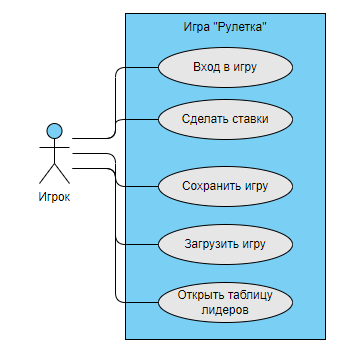 Игра "Рулетка"
Вход в игру
Сделать ставки
Игрок
Сохранить игру
Загрузить игру
Открыть таблицу
лидеров